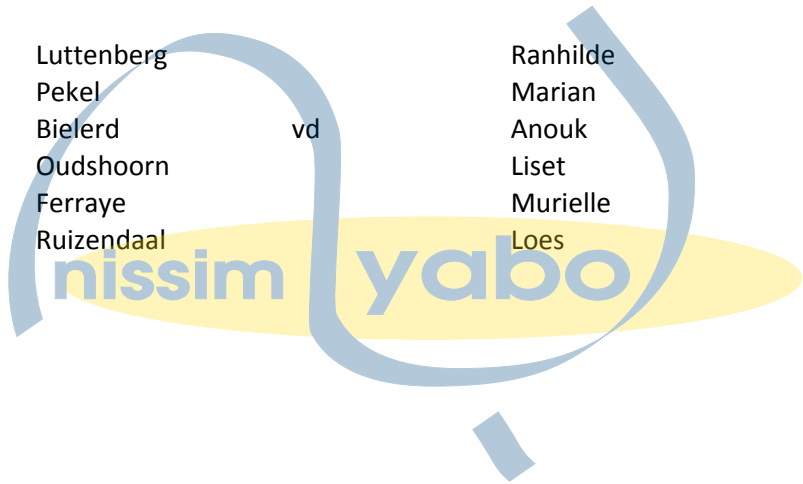 Luttenberg Ranhilde
Pekel Marian
Bielerd vd Anouk
Oudshoorn Liset
Ferraye Murielle
Ruizendaal Loes
nissim yabo